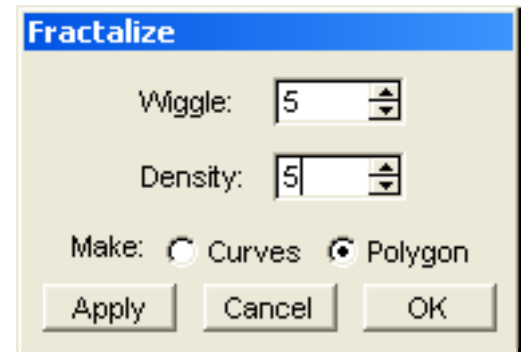 Fractalize
Wiggle: 5
Density: 5
Make: Curves Polygon
Apply Cancel OK